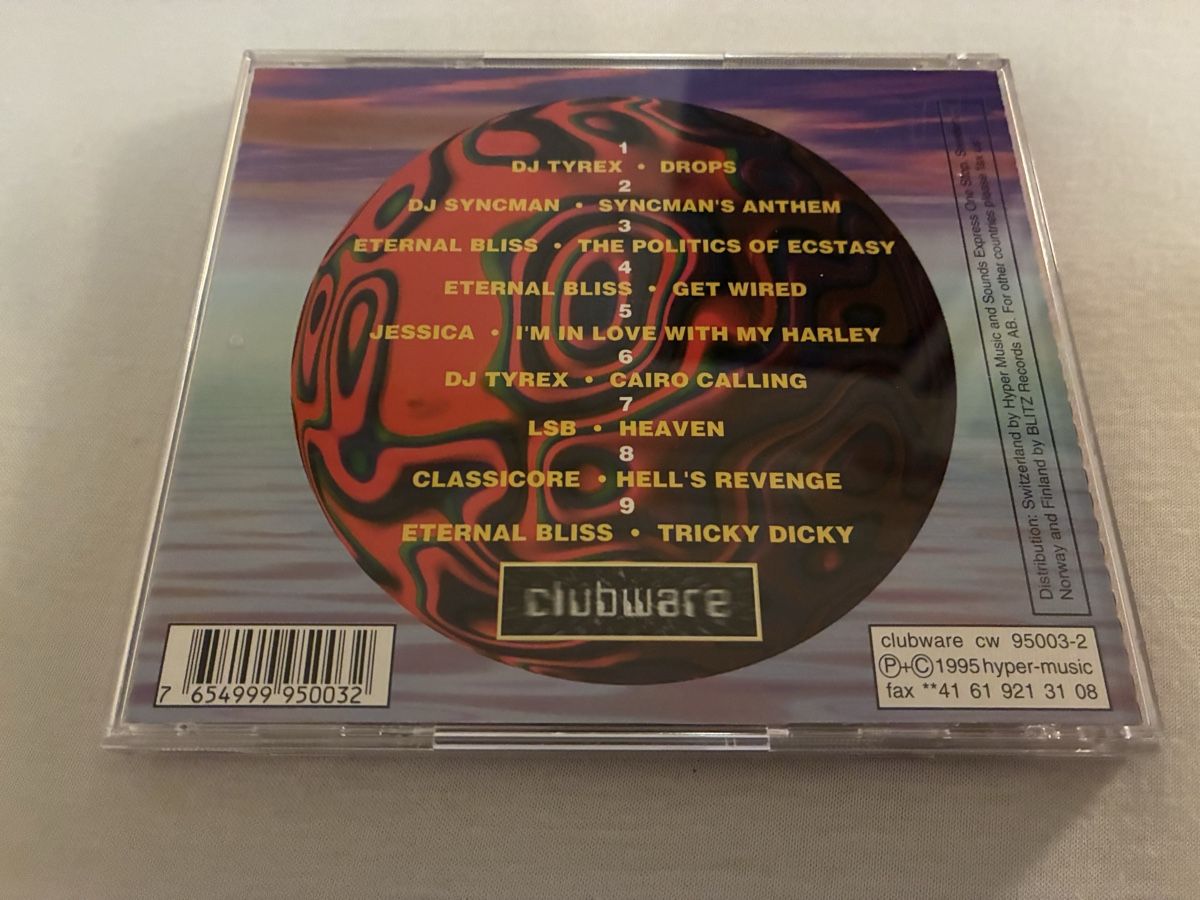 1
DJ TYREX • DROPS
2
DJ SYNCMAN • SYNCMAN'S ANTHEM
3
ETERNAL BLISS • THE POLITICS OF ECSTASY
4
ETERNAL BLISS • GET WIRED
5
JESSICA • I'M IN LOVE WITH MY HARLEY
6
DJ TYREX • CAIRO CALLING
7
LSB • HEAVEN
8
CLASSICORE • HELL'S REVENGE
9
ETERNAL BLISS • TRICKY DICKY
clubware
7 654999 950032
clubware cw 95003-2
Ⓟ+© 1995 hyper-music
fax **41 61 921 31 08
Distribution: Switzerland by Hyper Music and Sounds Express One Stop.
Norway and Finland by BLITZ Records AB. For other countries please fax us